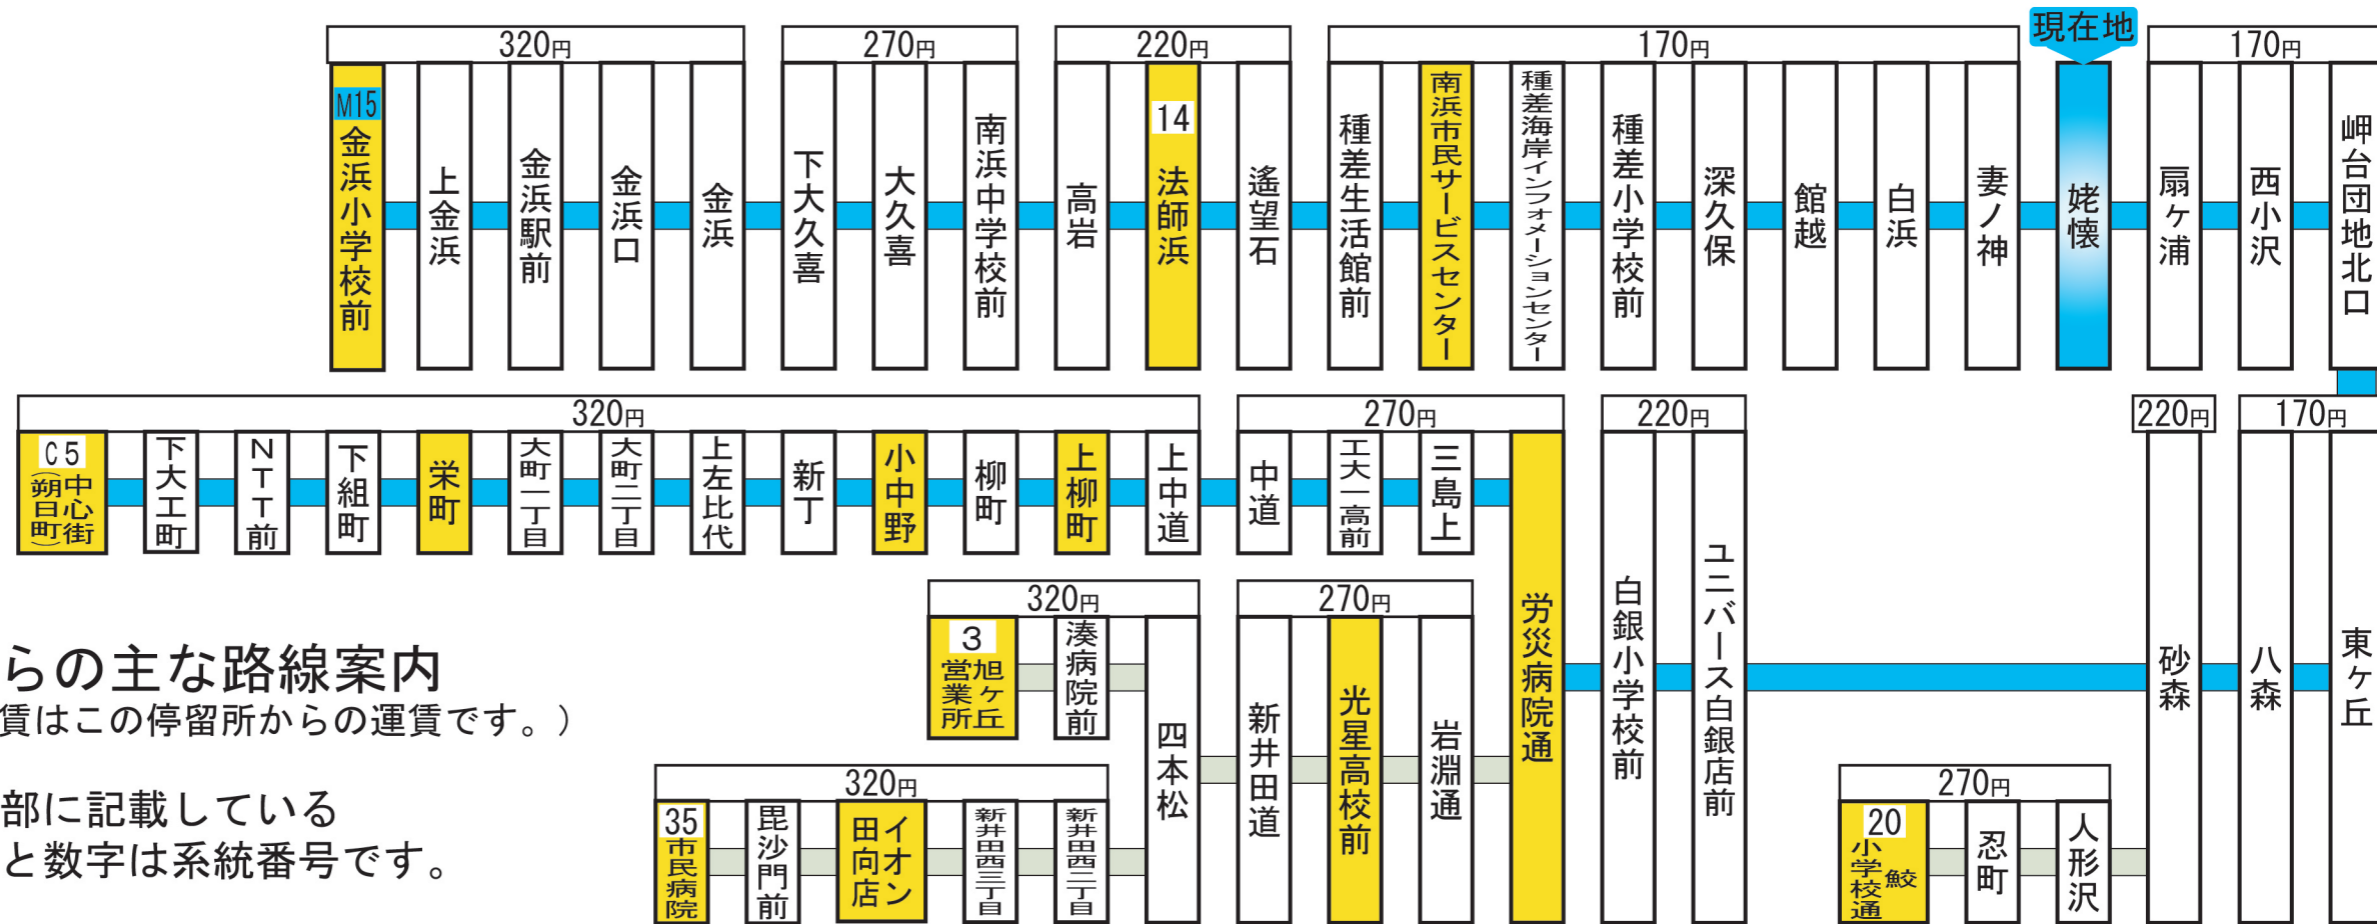 現在地
320円
270円
220円
170円
170円
M15
金浜小学校前
上金浜
金浜駅前
金浜口
金浜
下大久喜
大久喜
南浜中学校前
高岩
14
法師浜
遙望石
種差生活館前
南浜市民サービスセンター
種差海岸インフォメーションセンター
種差小学校前
深久保
館越
白浜
妻ノ神
姥懐
扇ヶ浦
西小沢
岬台団地北口
320円
270円
220円
220円
170円
C5
中心街
(朔日町)
下大工町
NTT前
下組町
栄町
大町一丁目
大町二丁目
上左比代
新丁
小中野
柳町
上柳町
上中道
中道
工大一高前
三島上
労災病院通
白銀小学校前
ユニバース白銀店前
砂森
八森
東ヶ丘
320円
270円
3
旭ヶ丘
営業所
湊病院前
四本松
新井田道
光星高校前
岩淵通
らの主な路線案内
賃はこの停留所からの運賃です。)
320円
35
市民病院
毘沙門前
イオン
田向店
新井田西三丁目
新井田西二丁目
270円
20
鮫
小学校通
忍町
人形沢
部に記載している
と数字は系統番号です。